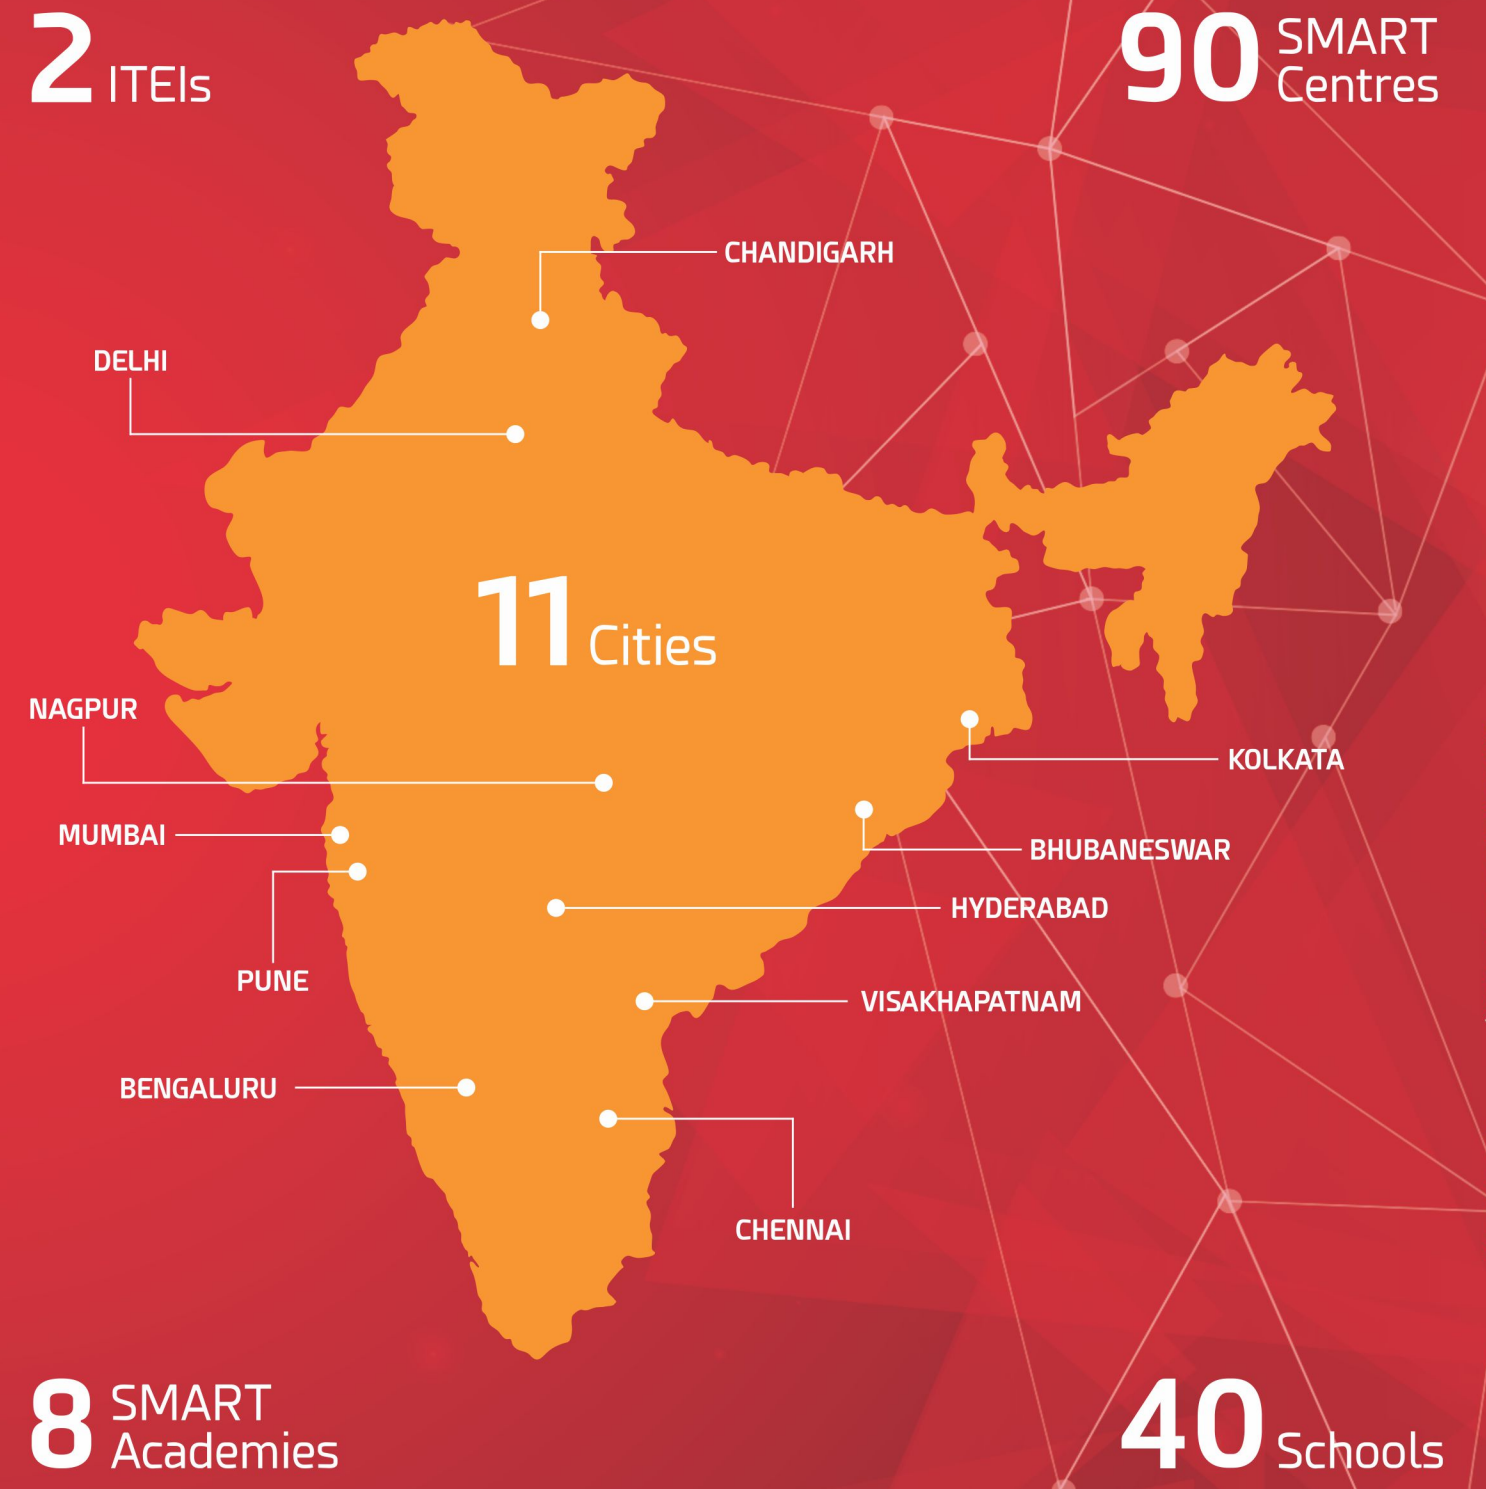 2 ITEIs
90 SMART
Centres
CHANDIGARH
DELHI
11 Cities
NAGPUR
KOLKATA
MUMBAI
BHUBANESWAR
HYDERABAD
PUNE
VISAKHAPATNAM
BENGALURU
CHENNAI
8 SMART
Academies
40 Schools